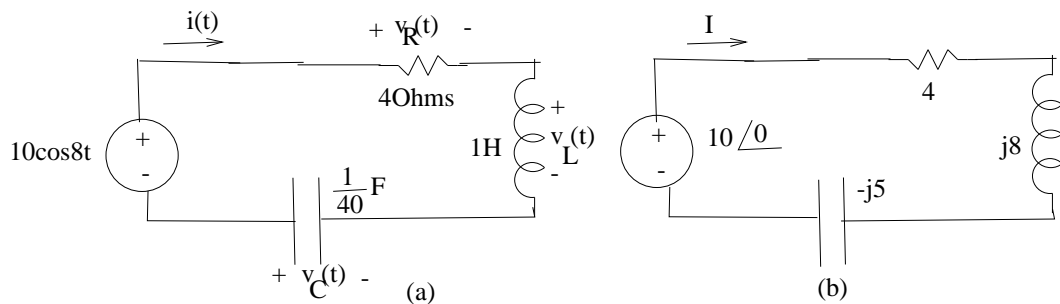 i(t)
+ v_R(t) -
4Ohms
10cos8t
+
-
1H
+
v_L(t)
-
1/40 F
+ v_C(t) -
(a)
I
4
10∠0
+
-
j8
-j5
(b)